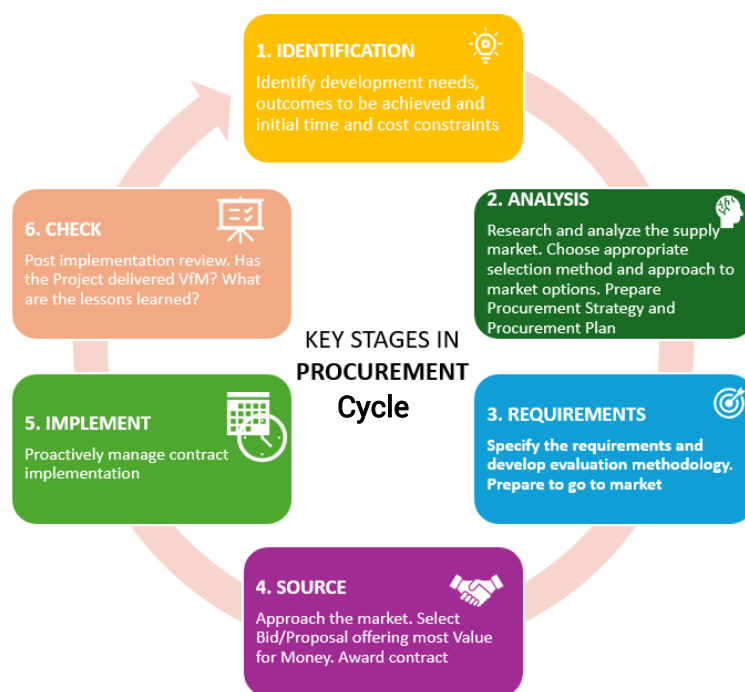 1. IDENTIFICATION
Identify development needs,
outcomes to be achieved and
initial time and cost constraints
2. ANALYSIS
Research and analyze the supply
market. Choose appropriate
selection method and approach to
market options. Prepare
Procurement Strategy and
Procurement Plan
3. REQUIREMENTS
Specify the requirements and
develop evaluation methodology.
Prepare to go to market
4. SOURCE
Approach the market. Select
Bid/Proposal offering most Value
for Money. Award contract
5. IMPLEMENT
Proactively manage contract
implementation
6. CHECK
Post implementation review. Has
the Project delivered VfM? What
are the lessons learned?
KEY STAGES IN
PROCUREMENT
Cycle